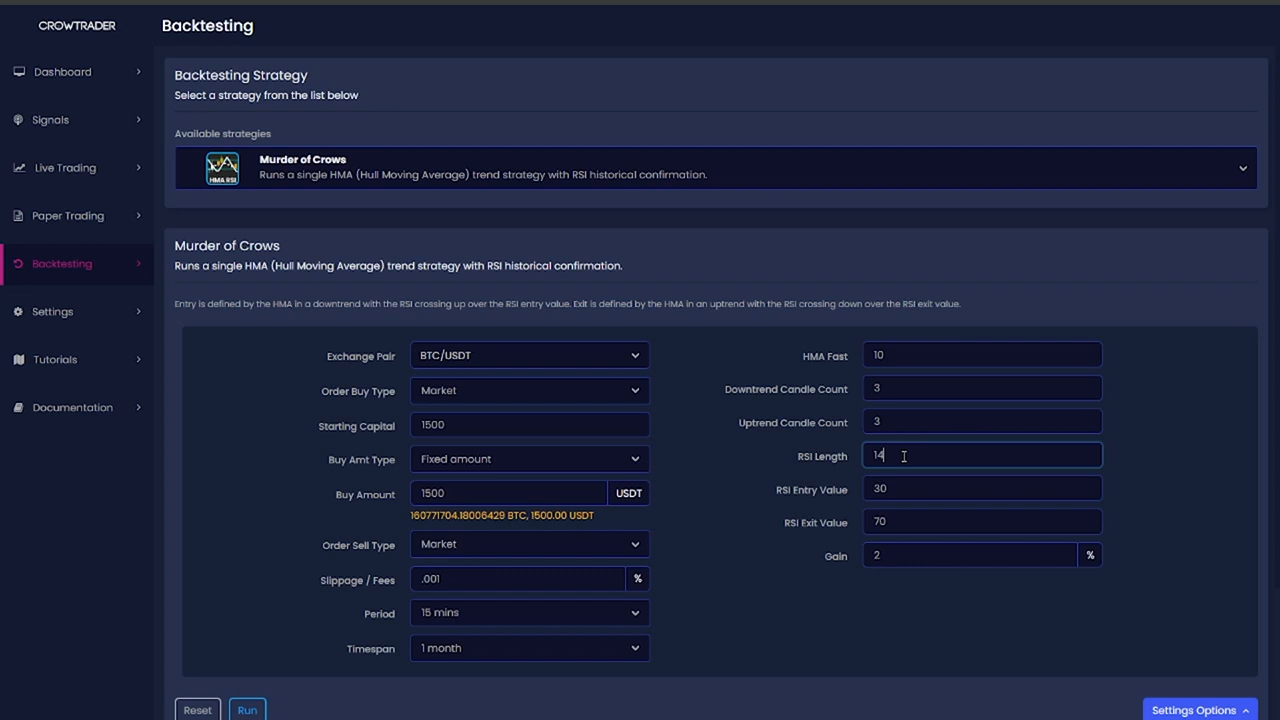 CROWTRADER
Backtesting
Dashboard
Signals
Live Trading
Paper Trading
Backtesting
Settings
Tutorials
Documentation
Backtesting Strategy
Select a strategy from the list below
Available strategies
HMA RSI
Murder of Crows
Runs a single HMA (Hull Moving Average) trend strategy with RSI historical confirmation.
Murder of Crows
Runs a single HMA (Hull Moving Average) trend strategy with RSI historical confirmation.
Entry is defined by the HMA in a downtrend with the RSI crossing up over the RSI entry value. Exit is defined by the HMA in an uptrend with the RSI crossing down over the RSI exit value.
Exchange Pair BTC/USDT
Order Buy Type Market
Starting Capital 1500
Buy Amt Type Fixed amount
Buy Amount 1500 USDT
160771704.18006429 BTC, 1500.00 USDT
Order Sell Type Market
Slippage / Fees .001 %
Period 15 mins
Timespan 1 month
HMA Fast 10
Downtrend Candle Count 3
Uptrend Candle Count 3
RSI Length 14
RSI Entry Value 30
RSI Exit Value 70
Gain 2 %
Reset Run
Settings Options